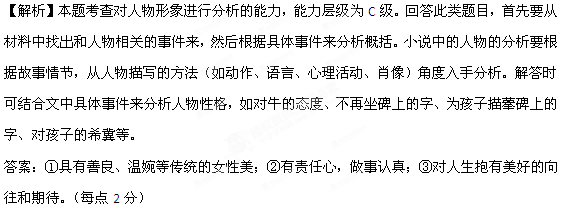 【解析】本题考查对人物形象进行分析的能力，能力层级为 C 级。回答此类题目，首先要从
材料中找出和人物相关的事件来，然后根据具体事件来分析概括。小说中的人物的分析要根
据故事情节，从人物描写的方法（如动作、语言、心理活动、肖像）角度入手分析。解答时
可结合文中具体事件来分析人物性格，如对牛的态度、不再坐碑上的字、为孩子描摹碑上的
字、对孩子的希冀等。
答案：①具有善良、温婉等传统的女性美；②有责任心，做事认真；③对人生抱有美好的向
往和期待。（每点 2 分）